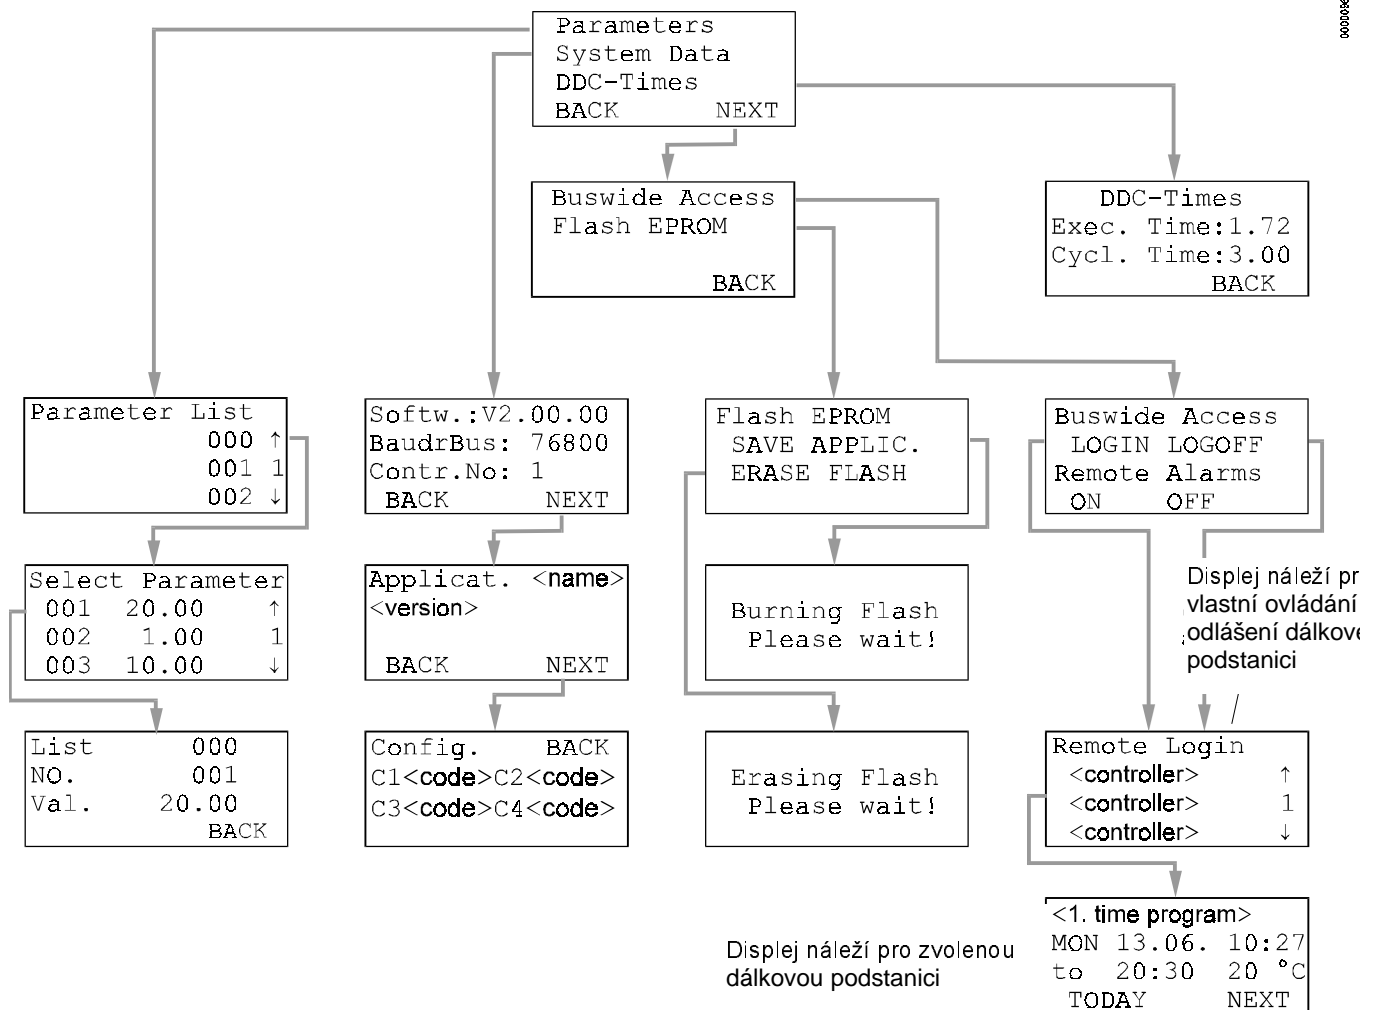 Parameters
System Data
DDC-Times
BACK NEXT
Buswide Access
Flash EPROM
BACK
DDC-Times
Exec. Time:1.72
Cycl. Time:3.00
BACK
Parameter List
000 ↑
001 1
002 ↓
Softw.:V2.00.00
BaudrBus: 76800
Contr.No: 1
BACK NEXT
Flash EPROM
SAVE APPLIC.
ERASE FLASH
Buswide Access
LOGIN LOGOFF
Remote Alarms
ON OFF
Select Parameter
001 20.00 ↑
002 1.00 1
003 10.00 ↓
Applicat. <name>
<version>
BACK NEXT
Burning Flash
Please wait!
Displej náleží pr
vlastní ovládání
odlášení dálkove
podstanici
List 000
NO. 001
Val. 20.00
BACK
Config. BACK
C1<code>C2<code>
C3<code>C4<code>
Erasing Flash
Please wait!
Remote Login
<controller> ↑
<controller> 1
<controller> ↓
Displej náleží pro zvolenou
dálkovou podstanici
<1. time program>
MON 13.06. 10:27
to 20:30 20 °C
TODAY NEXT